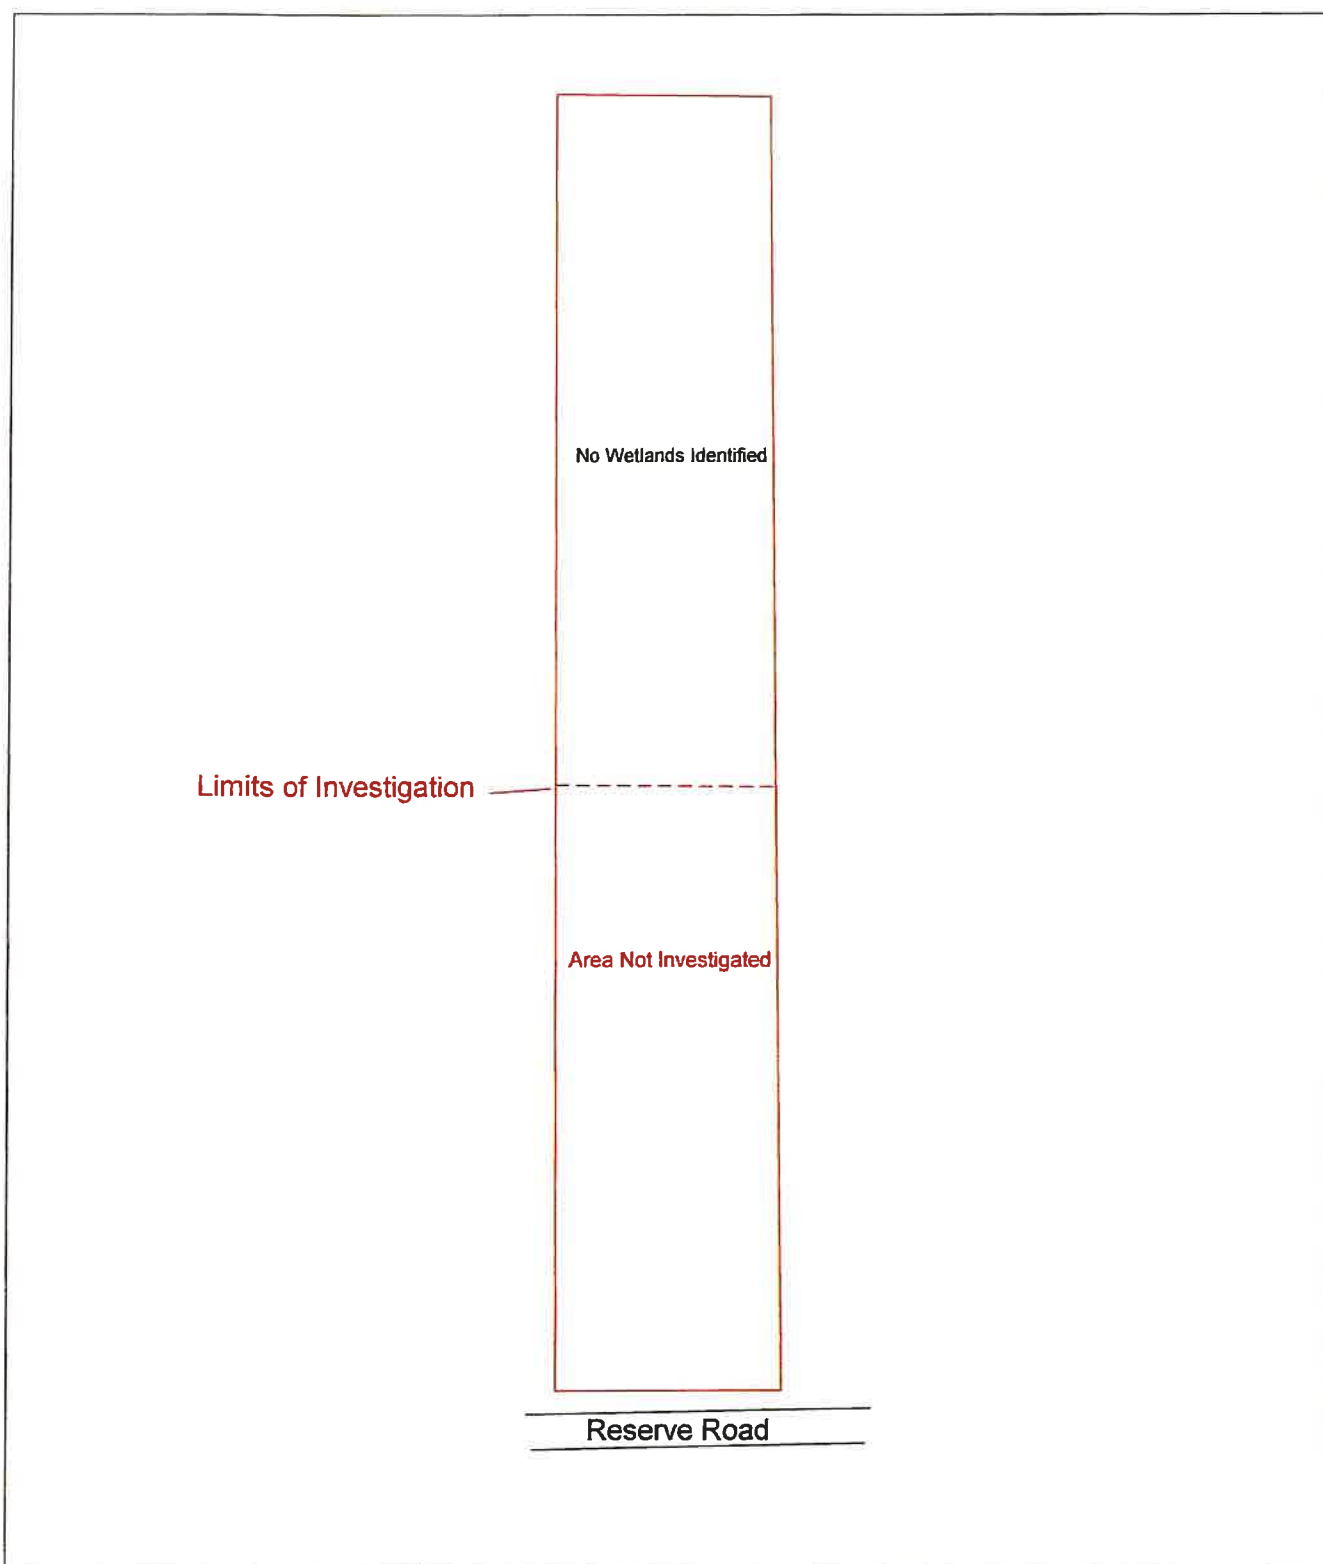 No Wetlands Identified
Limits of Investigation
Area Not Investigated
Reserve Road